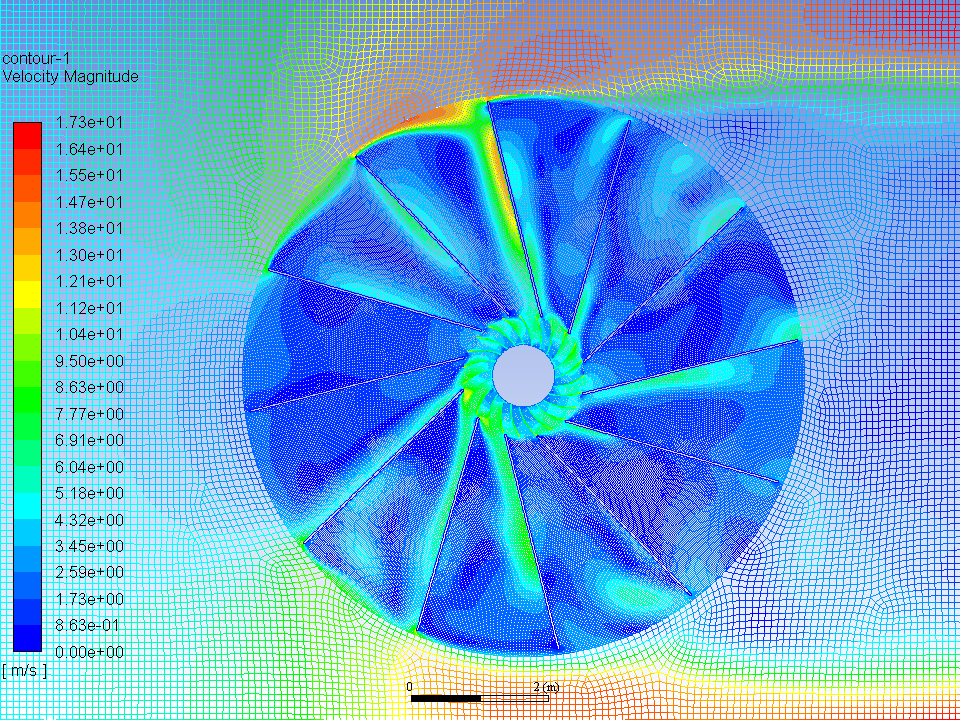 contour-1
Velocity Magnitude
1.73e+01
1.64e+01
1.55e+01
1.47e+01
1.38e+01
1.30e+01
1.21e+01
1.12e+01
1.04e+01
9.50e+00
8.63e+00
7.77e+00
6.91e+00
6.04e+00
5.18e+00
4.32e+00
3.45e+00
2.59e+00
1.73e+00
8.63e-01
0.00e+00
[ m/s ]
0 2 (m)